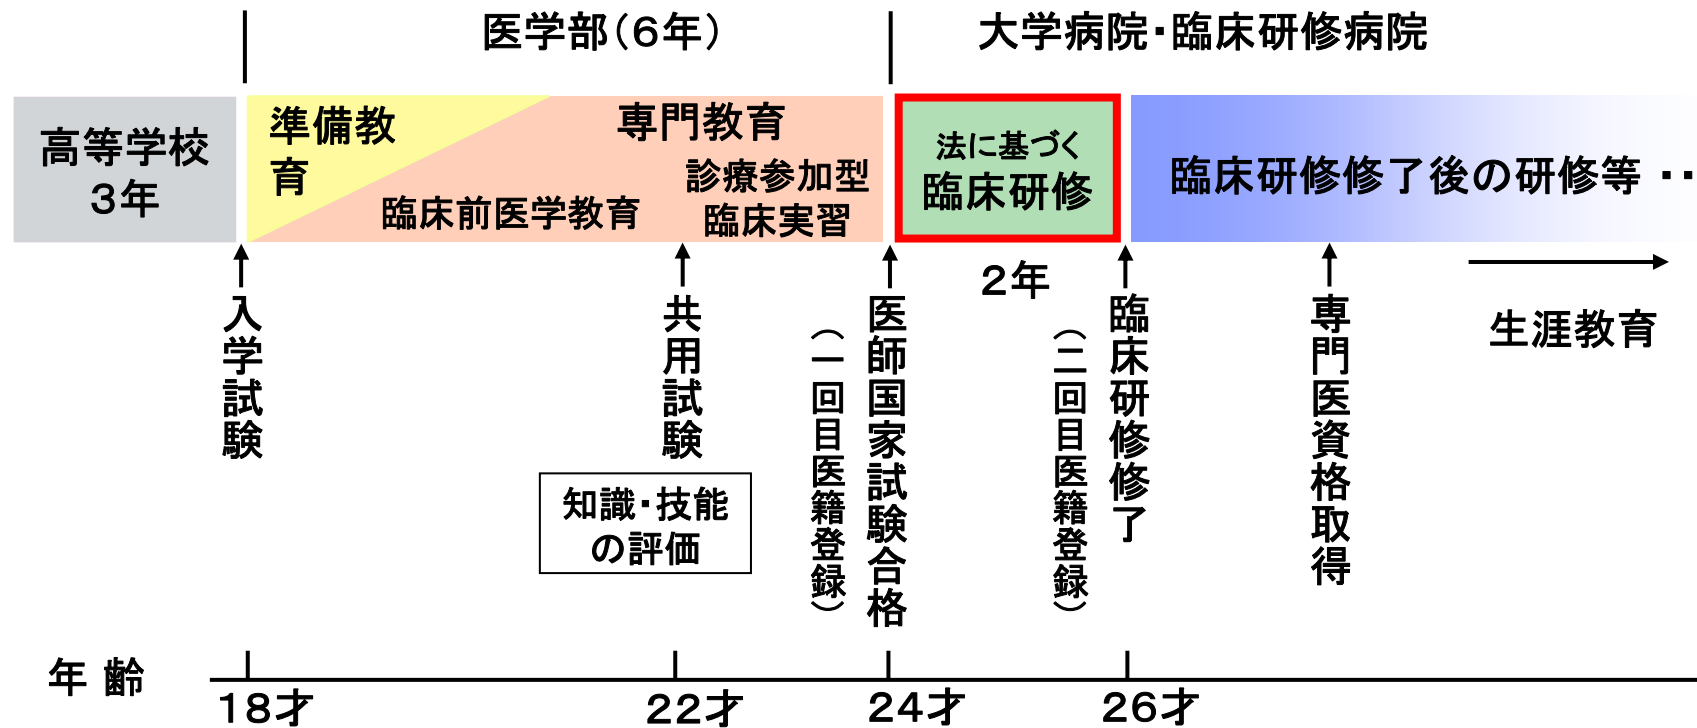 医学部(6年)
大学病院・臨床研修病院
高等学校
3年
準備教
育
専門教育
臨床前医学教育
診療参加型
臨床実習
法に基づく
臨床研修
臨床研修修了後の研修等 ‥
2年
生涯教育
入学試験
共用試験
知識・技能
の評価
医師国家試験合格
(一回目医籍登録)
臨床研修修了
(二回目医籍登録)
専門医資格取得
年 齢
18才
22才
24才
26才